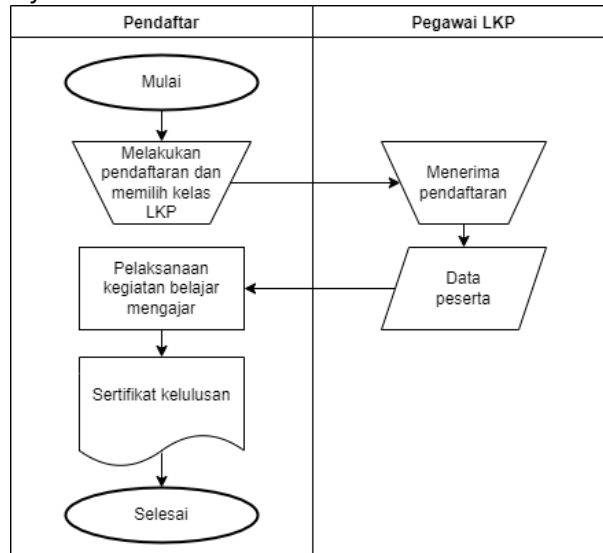 Pendaftar
Pegawai LKP
Mulai
Melakukan
pendaftaran dan
memilih kelas
LKP
Menerima
pendaftaran
Data
peserta
Pelaksanaan
kegiatan belajar
mengajar
Sertifikat kelulusan
Selesai